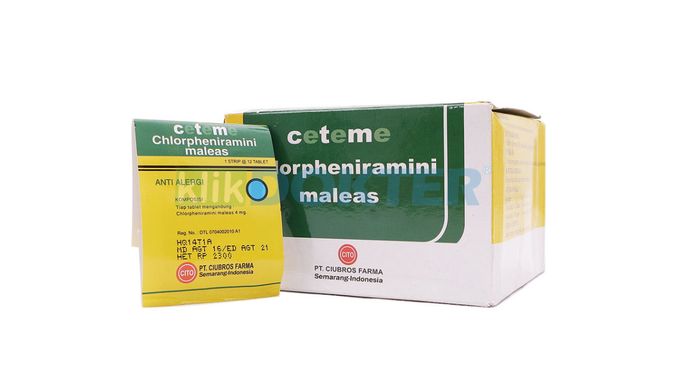 ceteme
Chlorpheniramini
maleas
1 STRIP @ 12 TABLET
ANTI ALERGI
KOMPOSISI :
Tiap tablet mengandung :
Chlorpheniramini maleas 4 mg
Reg. No. : DTL 0704002010 A1
HG14T1A
MD AGT 16/ED AGT 21
HET RP 2300
CITO
PT. CIUBROS FARMA
Semarang-Indonesia
ceteme
orpheniramini
maleas
CITO
PT. CIUBROS FARMA
Semarang-Indonesia
klikDOKTER®